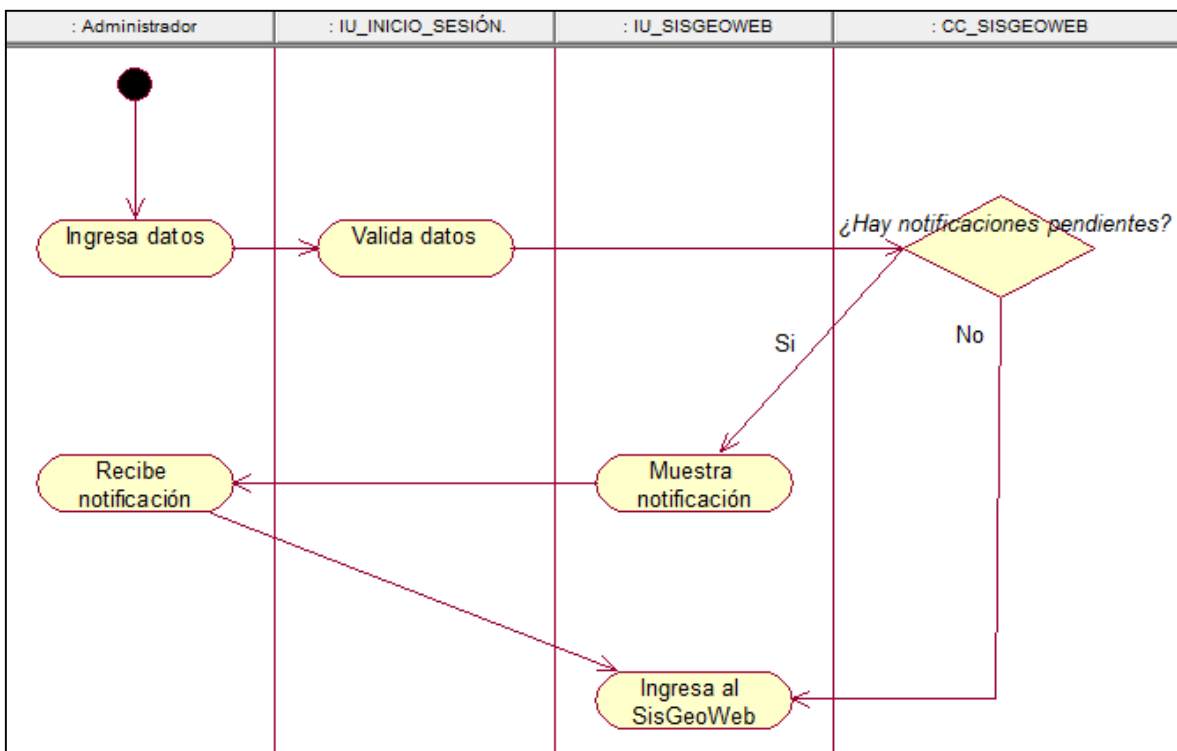 : Administrador
: IU_INICIO_SESIÓN.
: IU_SISGEOWEB
: CC_SISGEOWEB
Ingresa datos
Valida datos
¿Hay notificaciones pendientes?
Si
No
Recibe
notificación
Muestra
notificación
Ingresa al
SisGeoWeb